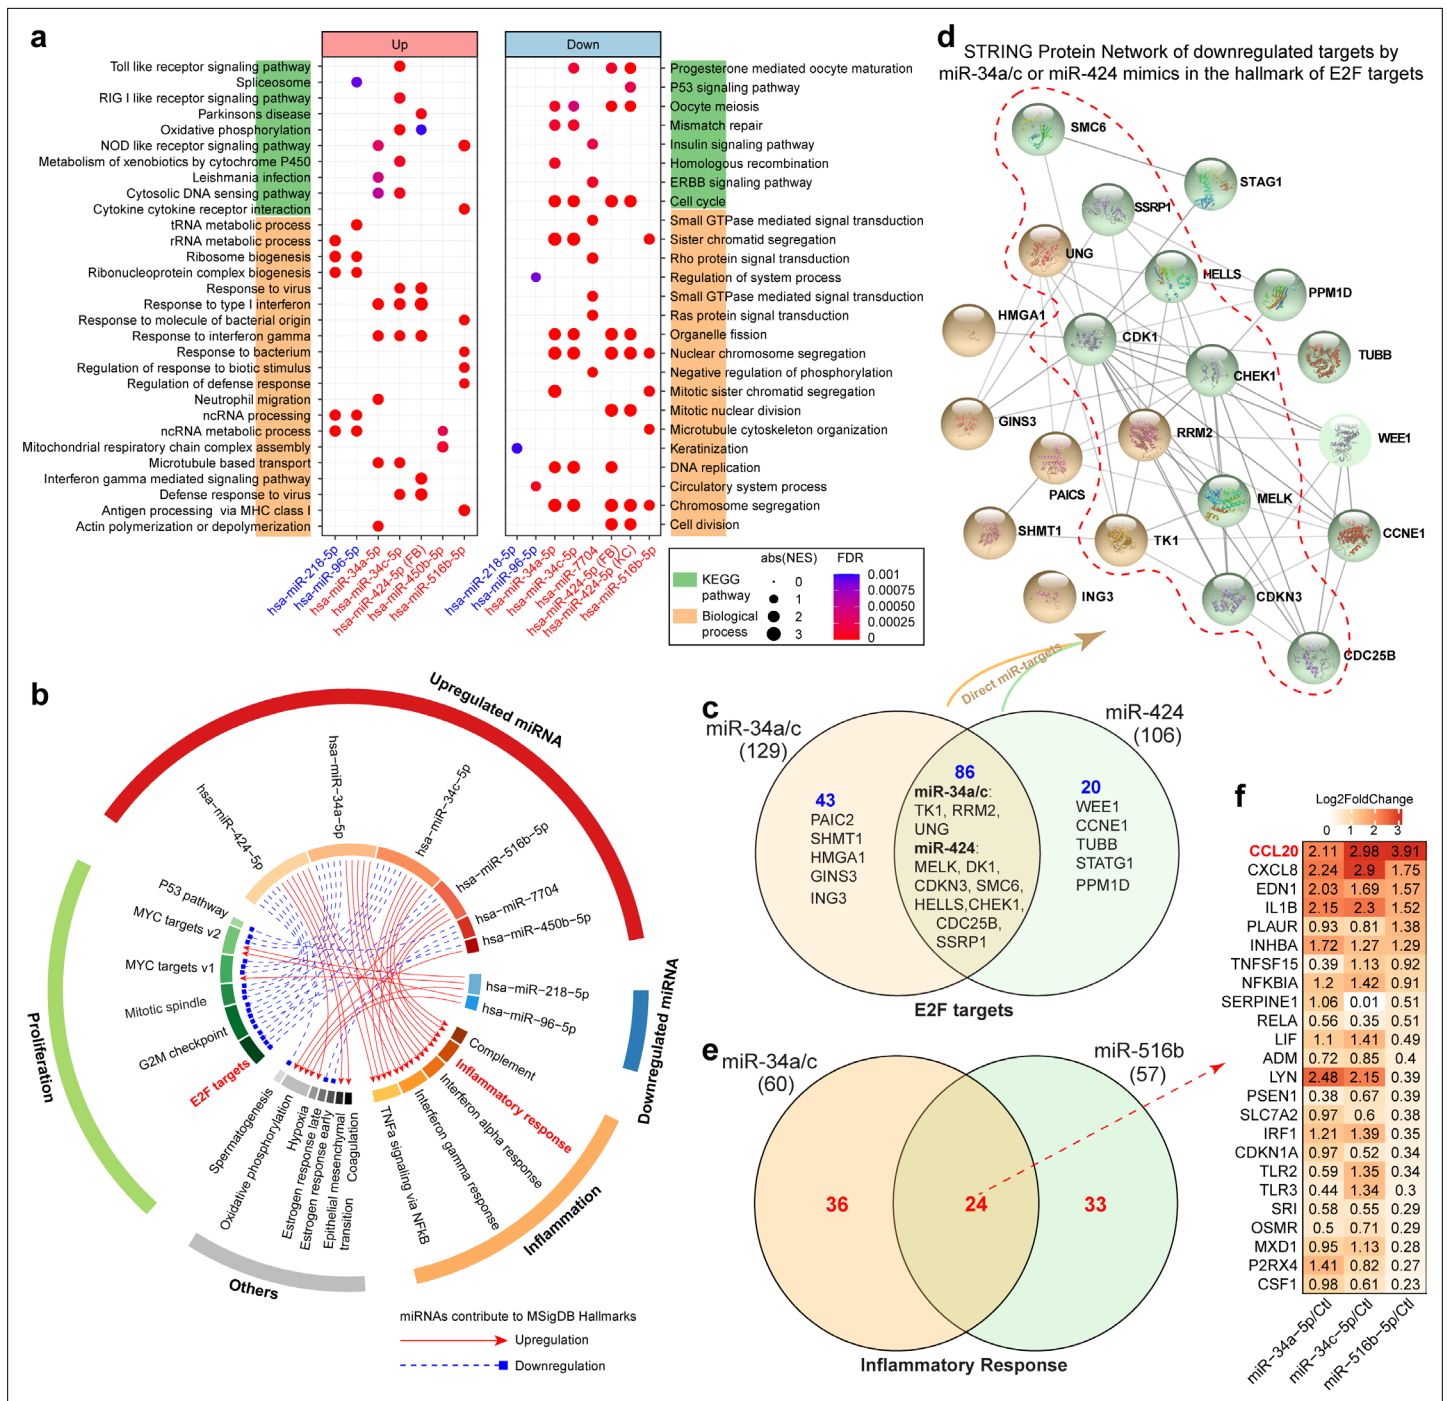 a
Up
Toll like receptor signaling pathway
Spliceosome
RIG I like receptor signaling pathway
Parkinsons disease
Oxidative phosphorylation
NOD like receptor signaling pathway
Metabolism of xenobiotics by cytochrome P450
Leishmania infection
Cytosolic DNA sensing pathway
Cytokine cytokine receptor interaction
tRNA metabolic process
rRNA metabolic process
Ribosome biogenesis
Ribonucleoprotein complex biogenesis
Response to virus
Response to type I interferon
Response to molecule of bacterial origin
Response to interferon gamma
Response to bacterium
Regulation of response to biotic stimulus
Regulation of defense response
Neutrophil migration
ncRNA processing
ncRNA metabolic process
Mitochondrial respiratory chain complex assembly
Microtubule based transport
Interferon gamma mediated signaling pathway
Defense response to virus
Antigen processing via MHC class I
Actin polymerization or depolymerization
hsa-miR-218-5p
hsa-miR-96-5p
hsa-miR-34a-5p
hsa-miR-34c-5p
hsa-miR-424-5p (FB)
hsa-miR-450b-5p
hsa-miR-516b-5p
Down
Progesterone mediated oocyte maturation
P53 signaling pathway
Oocyte meiosis
Mismatch repair
Insulin signaling pathway
Homologous recombination
ERBB signaling pathway
Cell cycle
Small GTPase mediated signal transduction
Sister chromatid segregation
Rho protein signal transduction
Regulation of system process
Small GTPase mediated signal transduction
Ras protein signal transduction
Organelle fission
Nuclear chromosome segregation
Negative regulation of phosphorylation
Mitotic sister chromatid segregation
Mitotic nuclear division
Microtubule cytoskeleton organization
Keratinization
DNA replication
Circulatory system process
Chromosome segregation
Cell division
hsa-miR-218-5p
hsa-miR-96-5p
hsa-miR-34a-5p
hsa-miR-34c-5p
hsa-miR-7704
hsa-miR-424-5p (FB)
hsa-miR-424-5p (KC)
hsa-miR-516b-5p
abs(NES) FDR
KEGG
pathway
Biological
process
0
1
2
3
0.001
0.00075
0.00050
0.00025
0
d
STRING Protein Network of downregulated targets by
miR-34a/c or miR-424 mimics in the hallmark of E2F targets
SMC6
STAG1
SSRP1
UNG
HELLS
PPM1D
HMGA1
CDK1
TUBB
CHEK1
GINS3
RRM2
WEE1
PAICS
MELK
SHMT1
TK1
CCNE1
ING3
CDKN3
CDC25B
Direct miR-targets
b
Upregulated miRNA
hsa-miR-424-5p
hsa-miR-34a-5p
hsa-miR-34c-5p
hsa-miR-516b-5p
hsa-miR-7704
hsa-miR-450b-5p
hsa-miR-218-5p
hsa-miR-96-5p
Downregulated miRNA
Proliferation
P53 pathway
MYC targets v2
MYC targets v1
Mitotic spindle
G2M checkpoint
E2F targets
Spermatogenesis
Oxidative phosphorylation
Hypoxia
Estrogen response late
Estrogen response early
Epithelial mesenchymal
transition
Coagulation
Others
TNFa signaling via NFkB
Interferon gamma response
Interferon alpha response
Inflammatory response
Complement
Inflammation
miRNAs contribute to MSigDB Hallmarks
Upregulation
Downregulation
c
miR-34a/c
(129)
miR-424
(106)
43
PAIC2
SHMT1
HMGA1
GINS3
ING3
86
miR-34a/c:
TK1, RRM2,
UNG
miR-424:
MELK, DK1,
CDKN3, SMC6,
HELLS,CHEK1,
CDC25B,
SSRP1
20
WEE1
CCNE1
TUBB
STATG1
PPM1D
E2F targets
e
miR-34a/c
(60)
miR-516b
(57)
36
24
33
Inflammatory Response
f
Log2FoldChange
0 1 2 3
CCL20 2.11 2.98 3.91
CXCL8 2.24 2.9 1.75
EDN1 2.03 1.69 1.57
IL1B 2.15 2.3 1.52
PLAUR 0.93 0.81 1.38
INHBA 1.72 1.27 1.29
TNFSF15 0.39 1.13 0.92
NFKBIA 1.2 1.42 0.91
SERPINE1 1.06 0.01 0.51
RELA 0.56 0.35 0.51
LIF 1.1 1.41 0.49
ADM 0.72 0.85 0.4
LYN 2.48 2.15 0.39
PSEN1 0.38 0.67 0.39
SLC7A2 0.97 0.6 0.38
IRF1 1.21 1.39 0.35
CDKN1A 0.97 0.52 0.34
TLR2 0.59 1.35 0.34
TLR3 0.44 1.34 0.3
SRI 0.58 0.55 0.29
OSMR 0.5 0.71 0.29
MXD1 0.95 1.13 0.28
P2RX4 1.41 0.82 0.27
CSF1 0.98 0.61 0.23
miR-34a-5p/Ctl
miR-34c-5p/Ctl
miR-516b-5p/Ctl